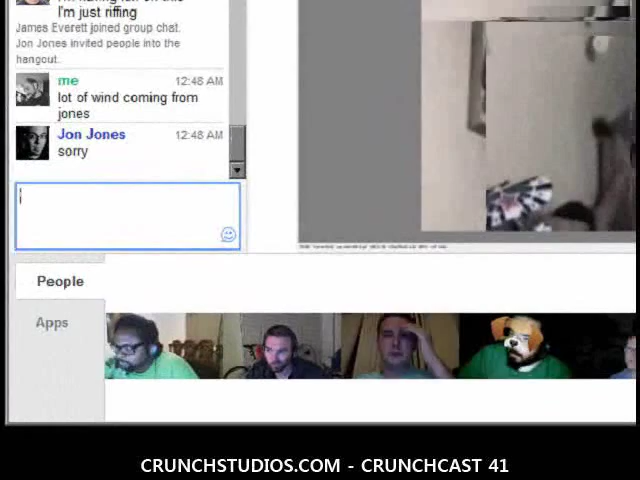 I'm just riffing
James Everett joined group chat.
Jon Jones invited people into the
hangout.
me 12:48 AM
lot of wind coming from
jones
Jon Jones 12:48 AM
sorry
People
Apps
CRUNCHSTUDIOS.COM - CRUNCHCAST 41